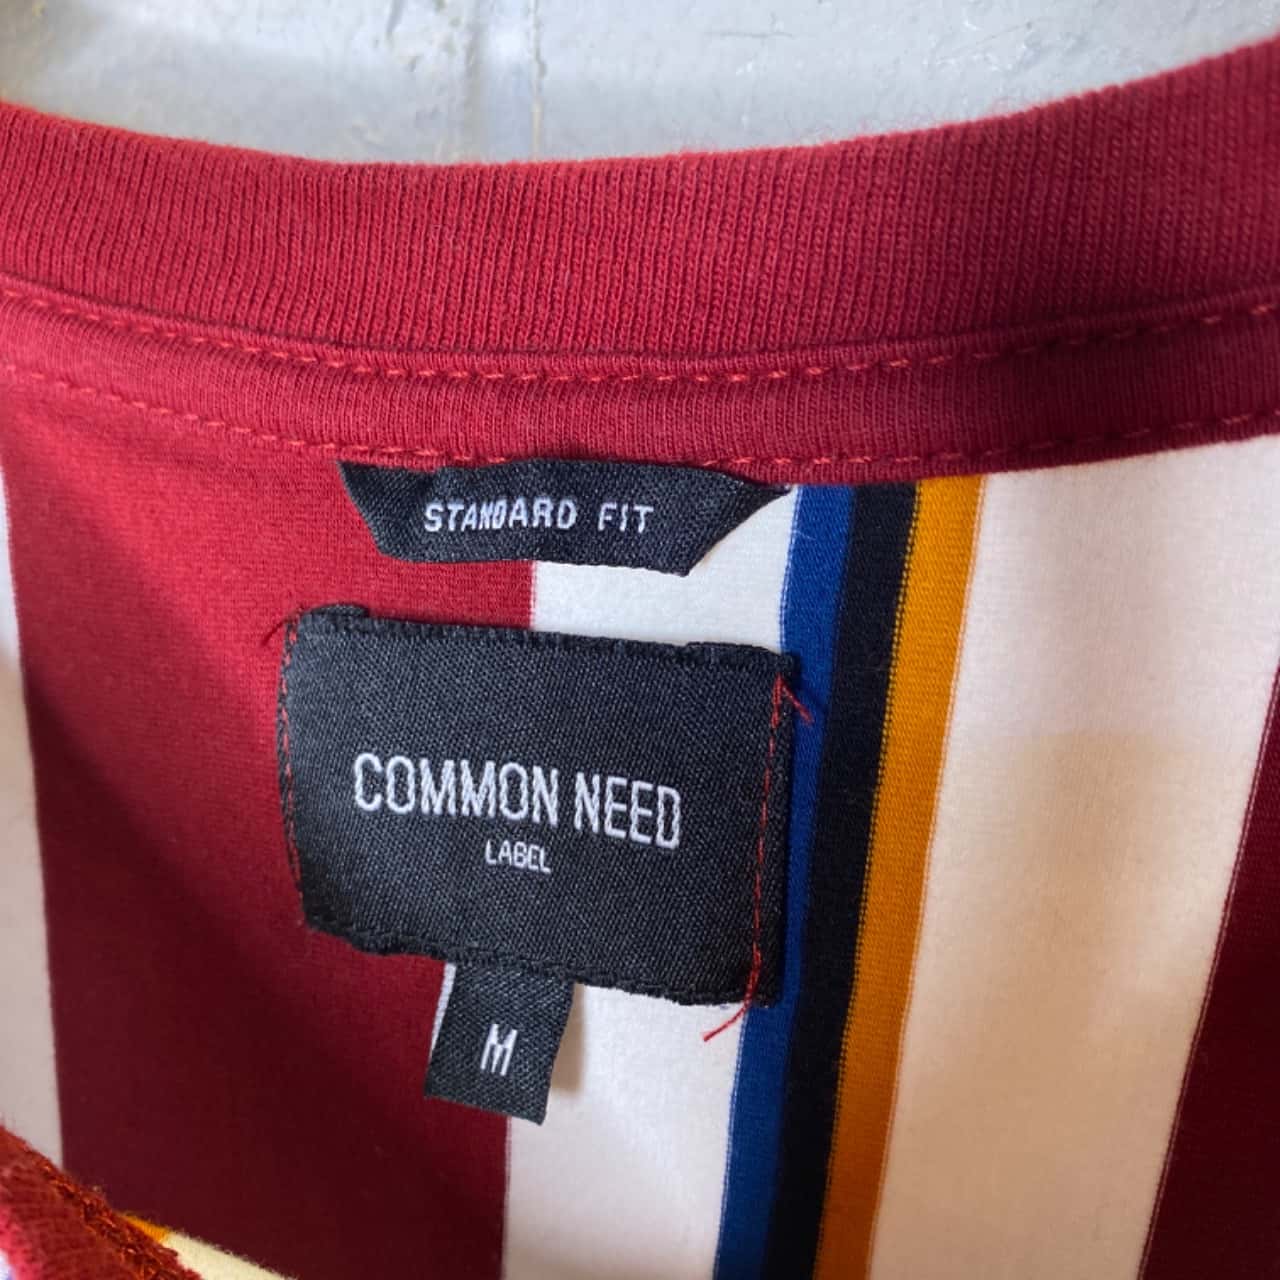 STANDARD FIT
COMMON NEED
LABEL
M